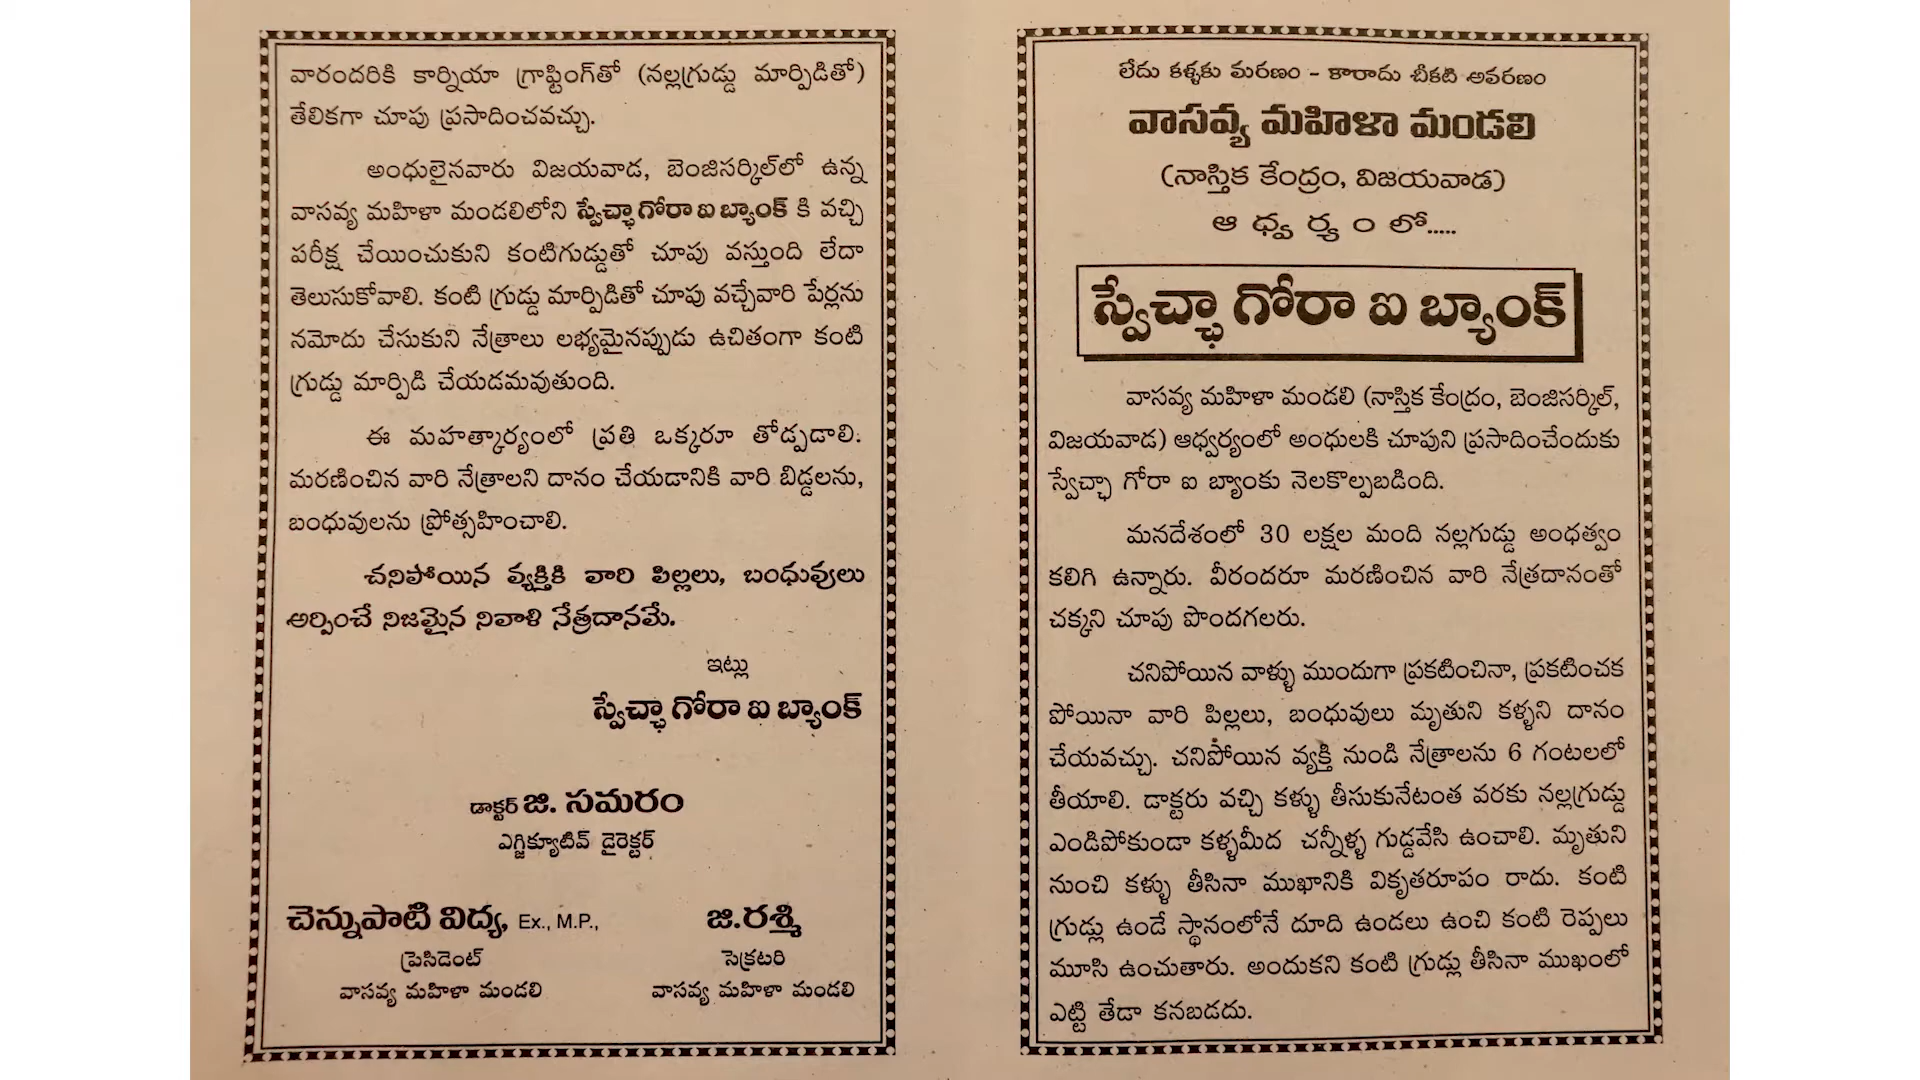 వారందరికి కార్నియా గ్రాఫ్టింగ్‌తో (నల్లగ్రుడ్డు మార్పిడితో)
తేలికగా చూపు ప్రసాదించవచ్చు.
అంధులైనవారు విజయవాడ, బెంజిసర్కిల్‌లో ఉన్న
వాసవ్య మహిళా మండలిలోని స్వేచ్ఛా గోరా ఐ బ్యాంక్ కి వచ్చి
పరీక్ష చేయించుకుని కంటిగుడ్డుతో చూపు వస్తుంది లేదా
తెలుసుకోవాలి. కంటి గ్రుడ్డు మార్పిడితో చూపు వచ్చేవారి పేర్లను
నమోదు చేసుకుని నేత్రాలు లభ్యమైనప్పుడు ఉచితంగా కంటి
గ్రుడ్డు మార్పిడి చేయడమవుతుంది.
ఈ మహత్కార్యంలో ప్రతి ఒక్కరూ తోడ్పడాలి.
మరణించిన వారి నేత్రాలని దానం చేయడానికి వారి బిడ్డలను,
బంధువులను ప్రోత్సహించాలి.
చనిపోయిన వ్యక్తికి వారి పిల్లలు, బంధువులు
అర్పించే నిజమైన నివాళి నేత్రదానమే.
ఇట్లు
స్వేచ్ఛా గోరా ఐ బ్యాంక్
డాక్టర్ జి. సమరం
ఎగ్జిక్యూటివ్ డైరెక్టర్
చెన్నుపాటి విద్య, Ex., M.P.,
ప్రెసిడెంట్
వాసవ్య మహిళా మండలి
జి.రశ్మి
సెక్రటరి
వాసవ్య మహిళా మండలి
లేదు కళ్ళకు మరణం - కారాదు చీకటి అవరణం
వాసవ్య మహిళా మండలి
(నాస్తిక కేంద్రం, విజయవాడ)
ఆ ధ్వ ర్య ం లో.....
స్వేచ్ఛా గోరా ఐ బ్యాంక్
వాసవ్య మహిళా మండలి (నాస్తిక కేంద్రం, బెంజిసర్కిల్,
విజయవాడ) ఆధ్వర్యంలో అంధులకి చూపుని ప్రసాదించేందుకు
స్వేచ్ఛా గోరా ఐ బ్యాంకు నెలకొల్పబడింది.
మనదేశంలో 30 లక్షల మంది నల్లగుడ్డు అంధత్వం
కలిగి ఉన్నారు. వీరందరూ మరణించిన వారి నేత్రదానంతో
చక్కని చూపు పొందగలరు.
చనిపోయిన వాళ్ళు ముందుగా ప్రకటించినా, ప్రకటించక
పోయినా వారి పిల్లలు, బంధువులు మృతుని కళ్ళని దానం
చేయవచ్చు. చనిపోయిన వ్యక్తి నుండి నేత్రాలను 6 గంటలలో
తీయాలి. డాక్టరు వచ్చి కళ్ళు తీసుకునేటంత వరకు నల్లగ్రుడ్డు
ఎండిపోకుండా కళ్ళమీద చన్నీళ్ళ గుడ్డవేసి ఉంచాలి. మృతుని
నుంచి కళ్ళు తీసినా ముఖానికి వికృతరూపం రాదు. కంటి
గ్రుడ్లు ఉండే స్థానంలోనే దూది ఉండలు ఉంచి కంటి రెప్పలు
మూసి ఉంచుతారు. అందుకని కంటి గ్రుడ్లు తీసినా ముఖంలో
ఎట్టి తేడా కనబడదు.